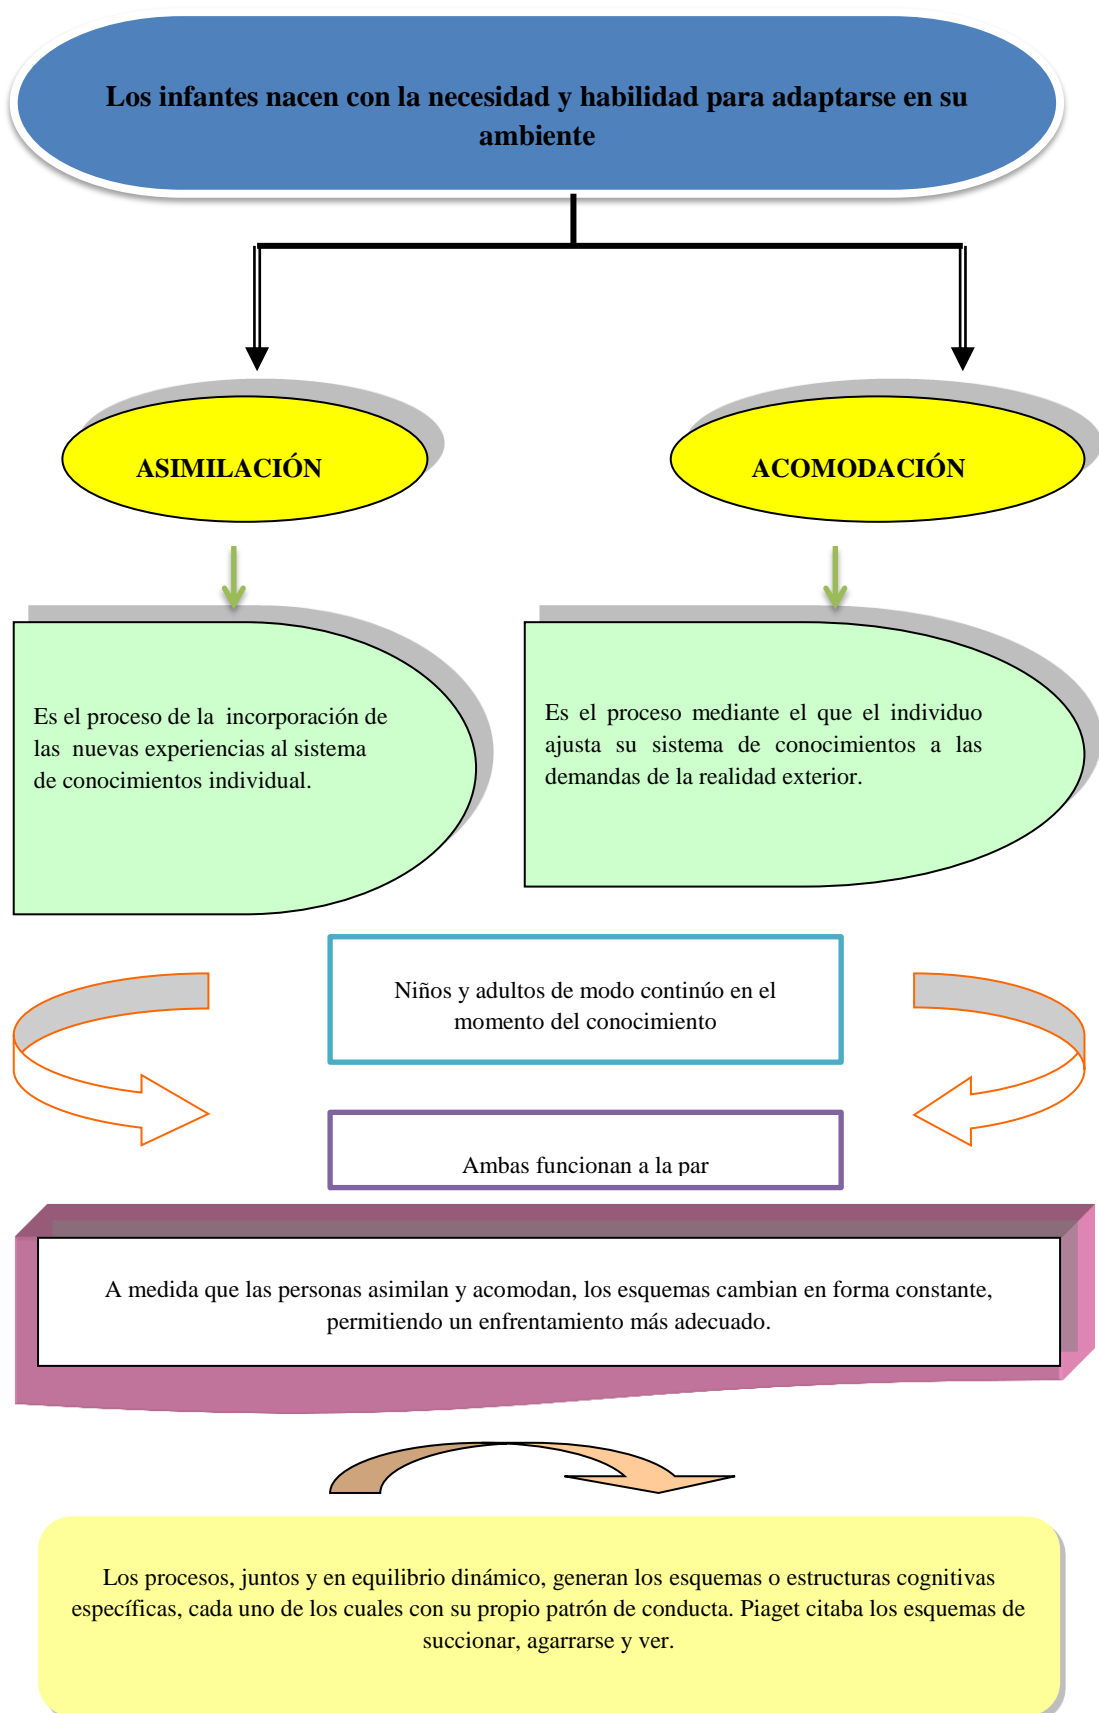 Los infantes nacen con la necesidad y habilidad para adaptarse en su
ambiente
ASIMILACIÓN
ACOMODACIÓN
Es el proceso de la incorporación de
las nuevas experiencias al sistema
de conocimientos individual.
Es el proceso mediante el que el individuo
ajusta su sistema de conocimientos a las
demandas de la realidad exterior.
Niños y adultos de modo continúo en el
momento del conocimiento
Ambas funcionan a la par
A medida que las personas asimilan y acomodan, los esquemas cambian en forma constante,
permitiendo un enfrentamiento más adecuado.
Los procesos, juntos y en equilibrio dinámico, generan los esquemas o estructuras cognitivas
específicas, cada uno de los cuales con su propio patrón de conducta. Piaget citaba los esquemas de
succionar, agarrarse y ver.